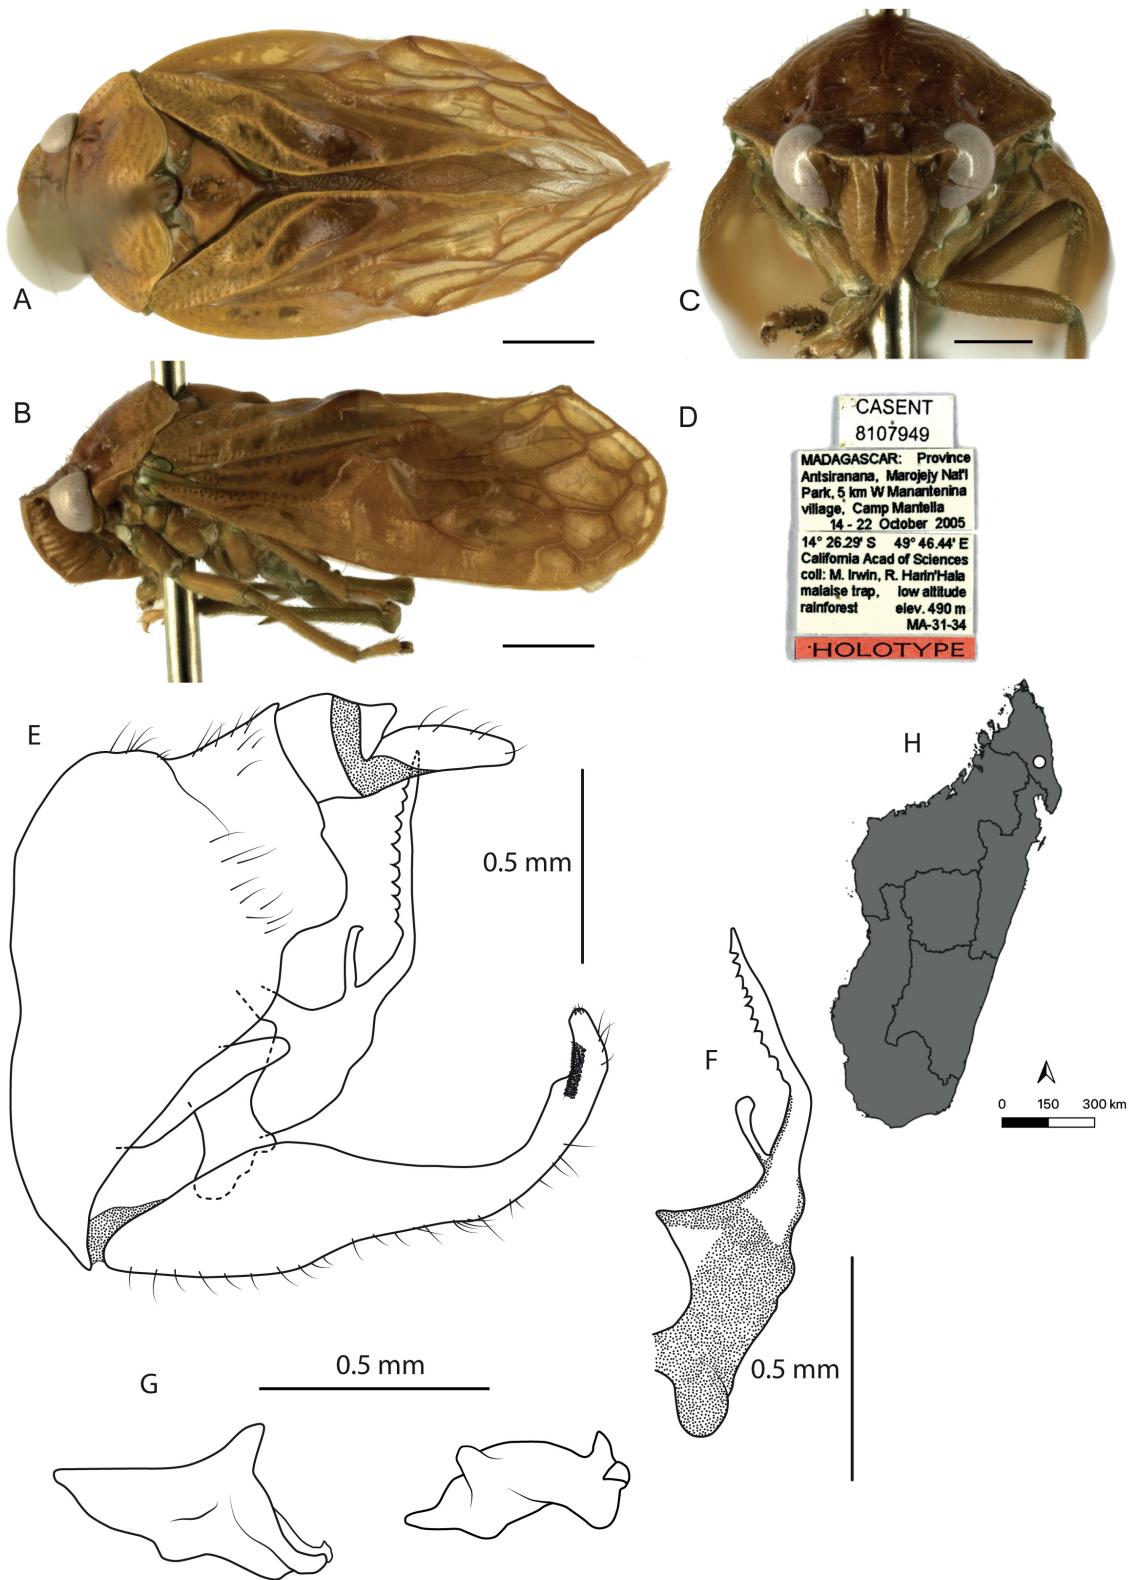 A
B
C
D
CASENT
8107949
MADAGASCAR: Province
Antsiranana, Marojejy Nat'l
Park, 5 km W Manantenina
village, Camp Mantella
14 - 22 October 2005
14° 26.29' S 49° 46.44' E
California Acad of Sciences
coll: M. Irwin, R. Harin'Hala
malaise trap, low altitude
rainforest elev. 490 m
MA-31-34
HOLOTYPE
E
0.5 mm
H
0 150 300 km
F
0.5 mm
G
0.5 mm